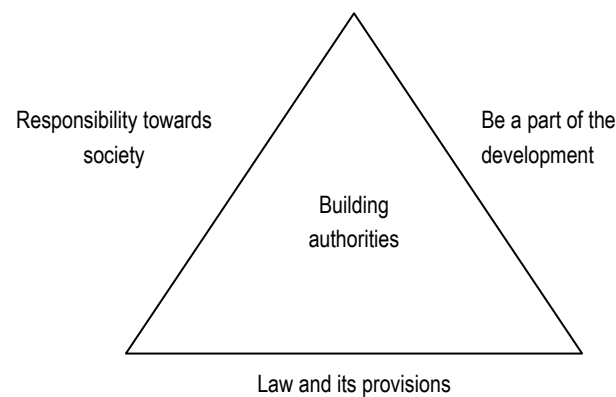 Responsibility towards
society
Be a part of the
development
Building
authorities
Law and its provisions